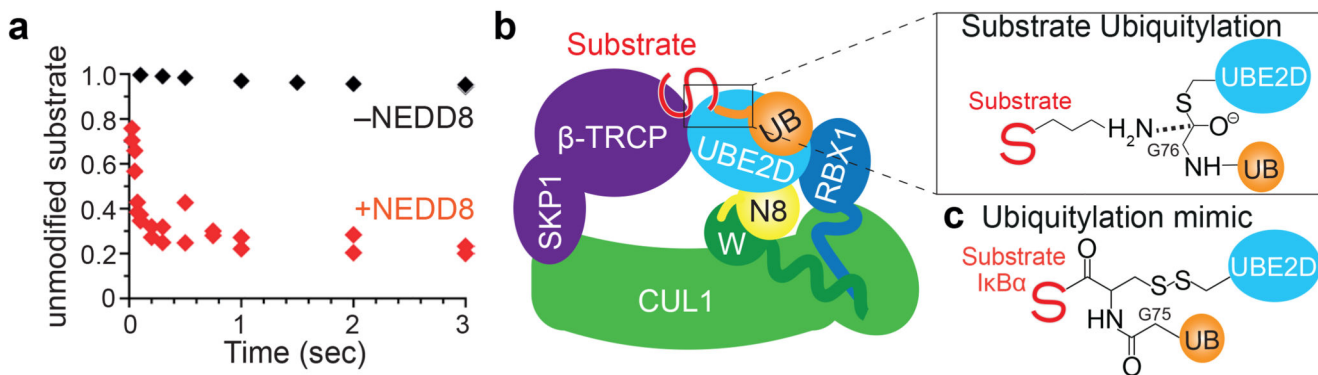 a
unmodified substrate
1.0
0.8
0.6
0.4
0.2
0
–NEDD8
+NEDD8
0
1
2
3
Time (sec)
b
Substrate
β-TRCP
SKP1
UBE2D
UB
RBX1
N8
W
CUL1
Substrate Ubiquitylation
UBE2D
Substrate
S
S
H₂N
O⊖
G76
NH
UB
c Ubiquitylation mimic
Substrate
IκBα
S
O
S–S
UBE2D
HN
G75
UB
O